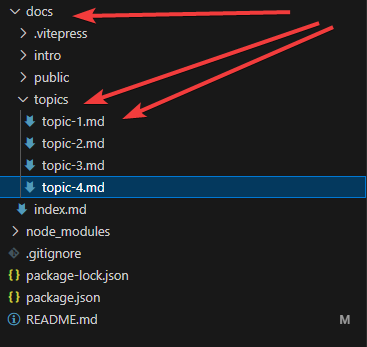 docs
.vitepress
intro
public
topics
topic-1.md
topic-2.md
topic-3.md
topic-4.md
index.md
node_modules
.gitignore
{} package-lock.json
{} package.json
README.md M